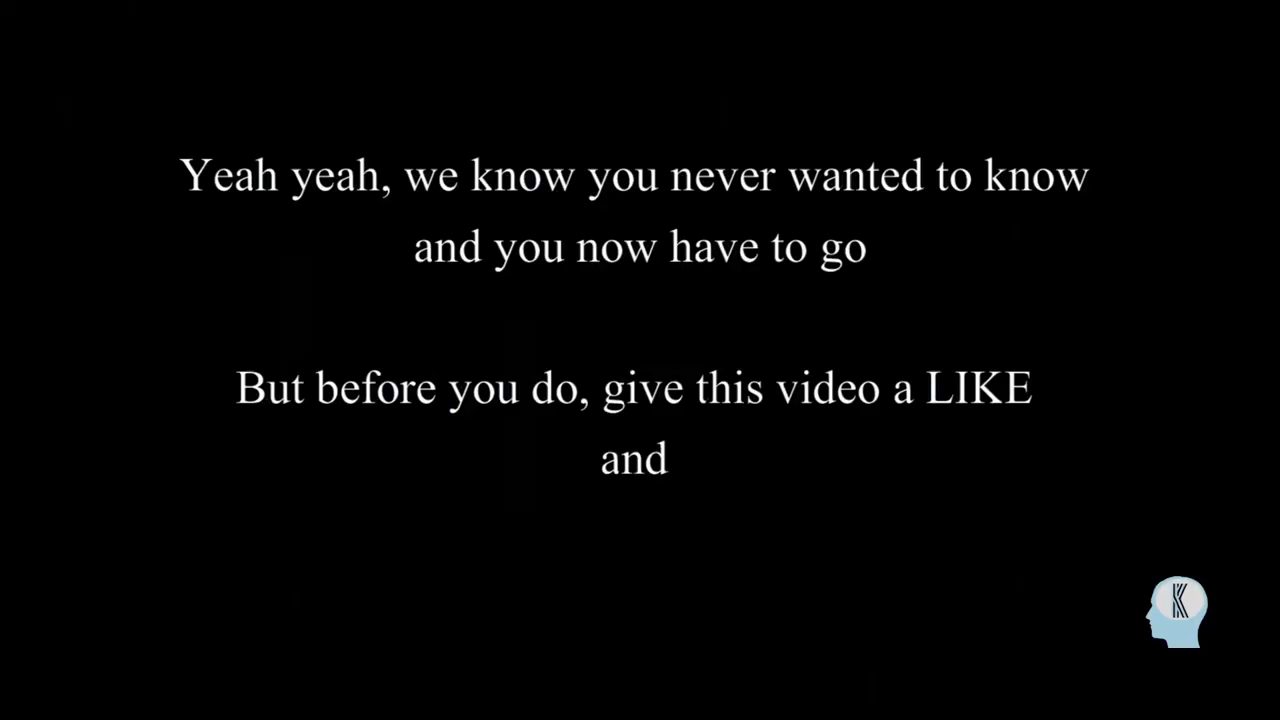 Yeah yeah, we know you never wanted to know
and you now have to go
But before you do, give this video a LIKE
and
K